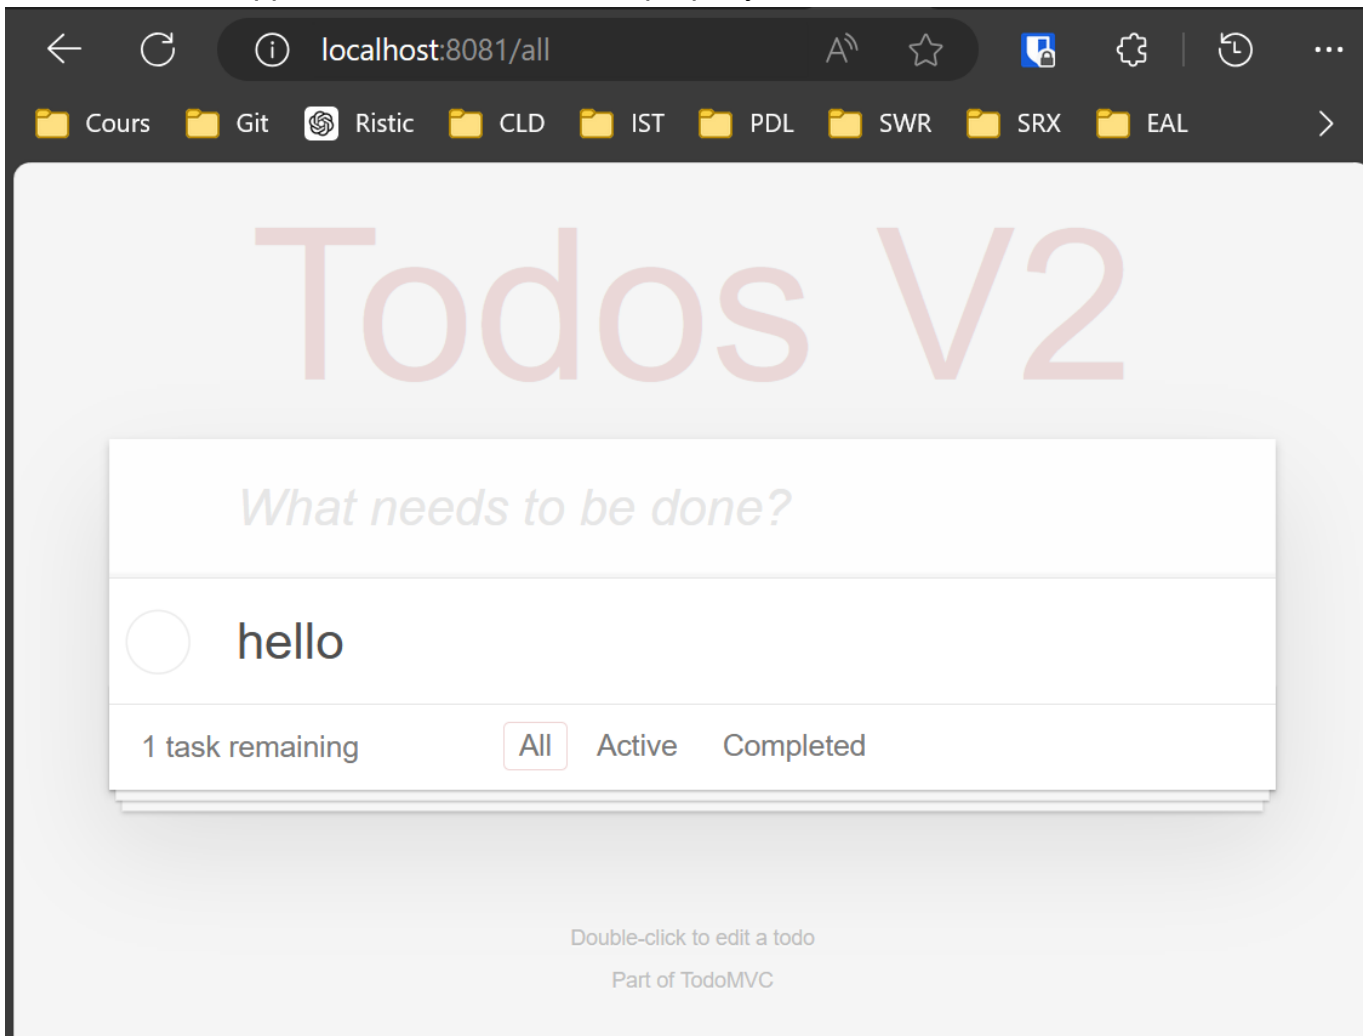 localhost:8081/all
Cours Git Ristic CLD IST PDL SWR SRX EAL
Todos V2
What needs to be done?
hello
1 task remaining All Active Completed
Double-click to edit a todo
Part of TodoMVC